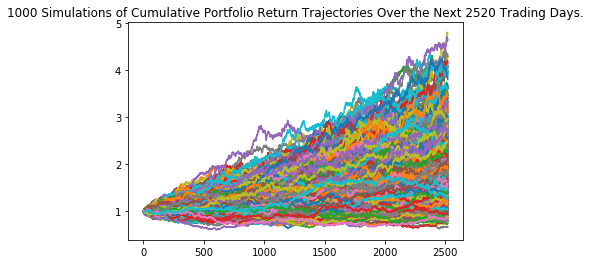 1000 Simulations of Cumulative Portfolio Return Trajectories Over the Next 2520 Trading Days.
5
4
3
2
1
0 500 1000 1500 2000 2500